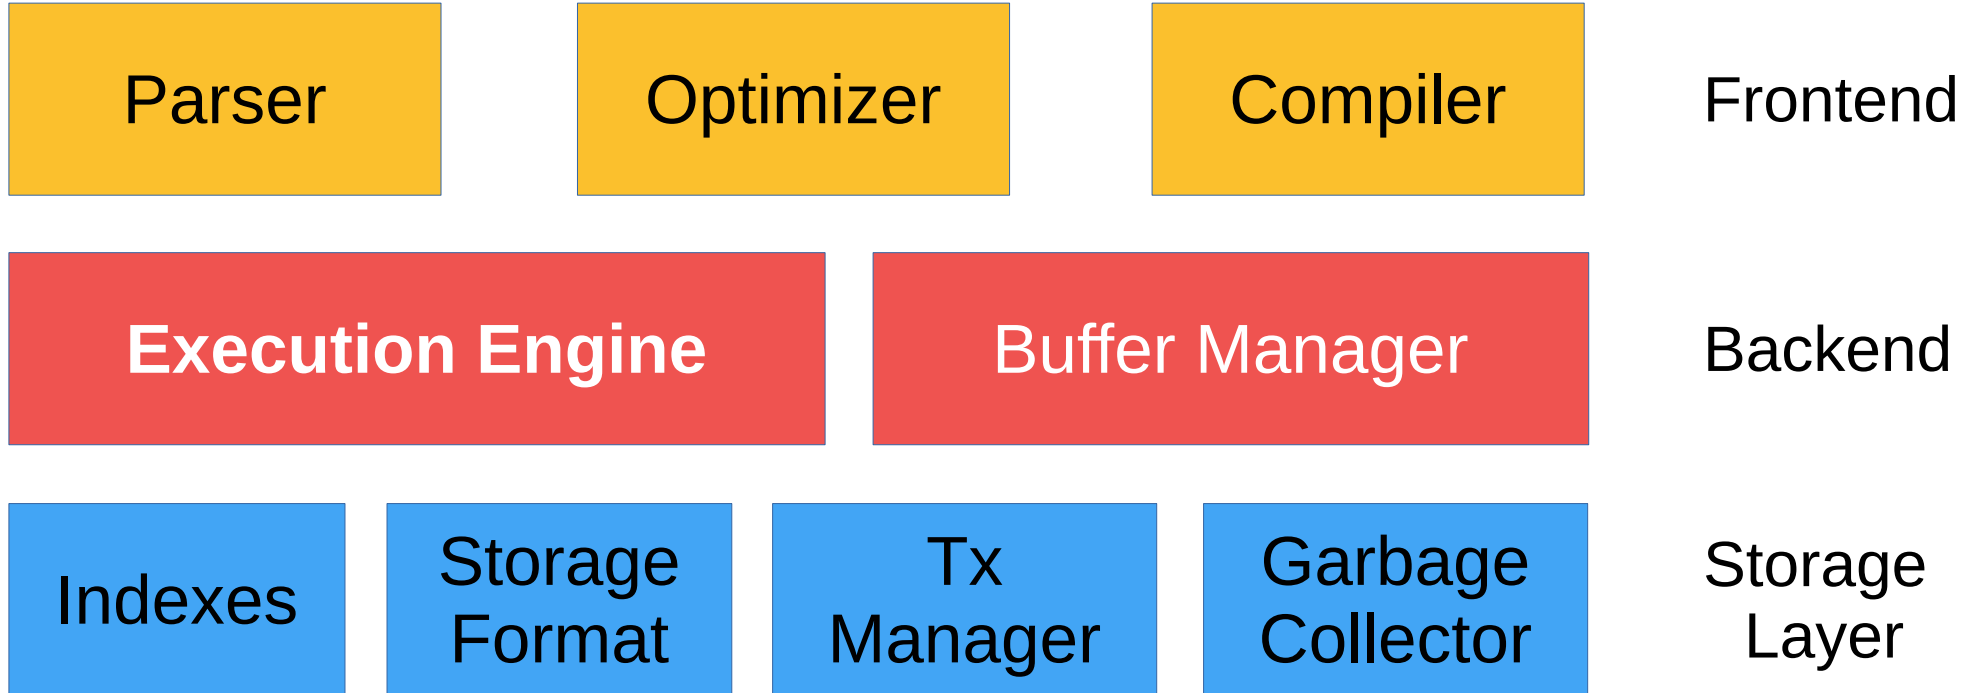 Parser
Optimizer
Compiler
Frontend
Execution Engine
Buffer Manager
Backend
Indexes
Storage
Format
Tx
Manager
Garbage
Collector
Storage
Layer